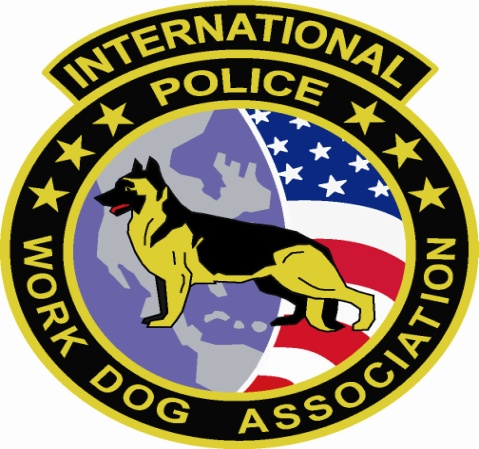 INTERNATIONAL
POLICE
WORK DOG ASSOCIATION